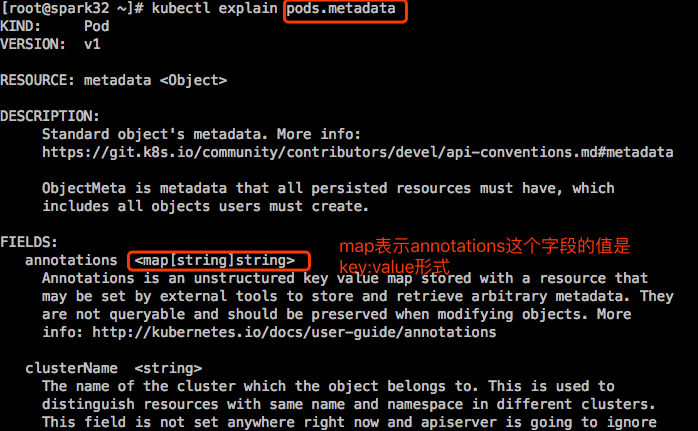 [root@spark32 ~]# kubectl explain pods.metadata
KIND:     Pod
VERSION:  v1
RESOURCE: metadata <Object>
DESCRIPTION:
Standard object's metadata. More info:
https://git.k8s.io/community/contributors/devel/api-conventions.md#metadata
ObjectMeta is metadata that all persisted resources must have, which
includes all objects users must create.
FIELDS:
annotations <map[string]string>
map表示annotations这个字段的值是
key:value形式
Annotations is an unstructured key value map stored with a resource that
may be set by external tools to store and retrieve arbitrary metadata. They
are not queryable and should be preserved when modifying objects. More
info: http://kubernetes.io/docs/user-guide/annotations
clusterName  <string>
The name of the cluster which the object belongs to. This is used to
distinguish resources with same name and namespace in different clusters.
This field is not set anywhere right now and apiserver is going to ignore